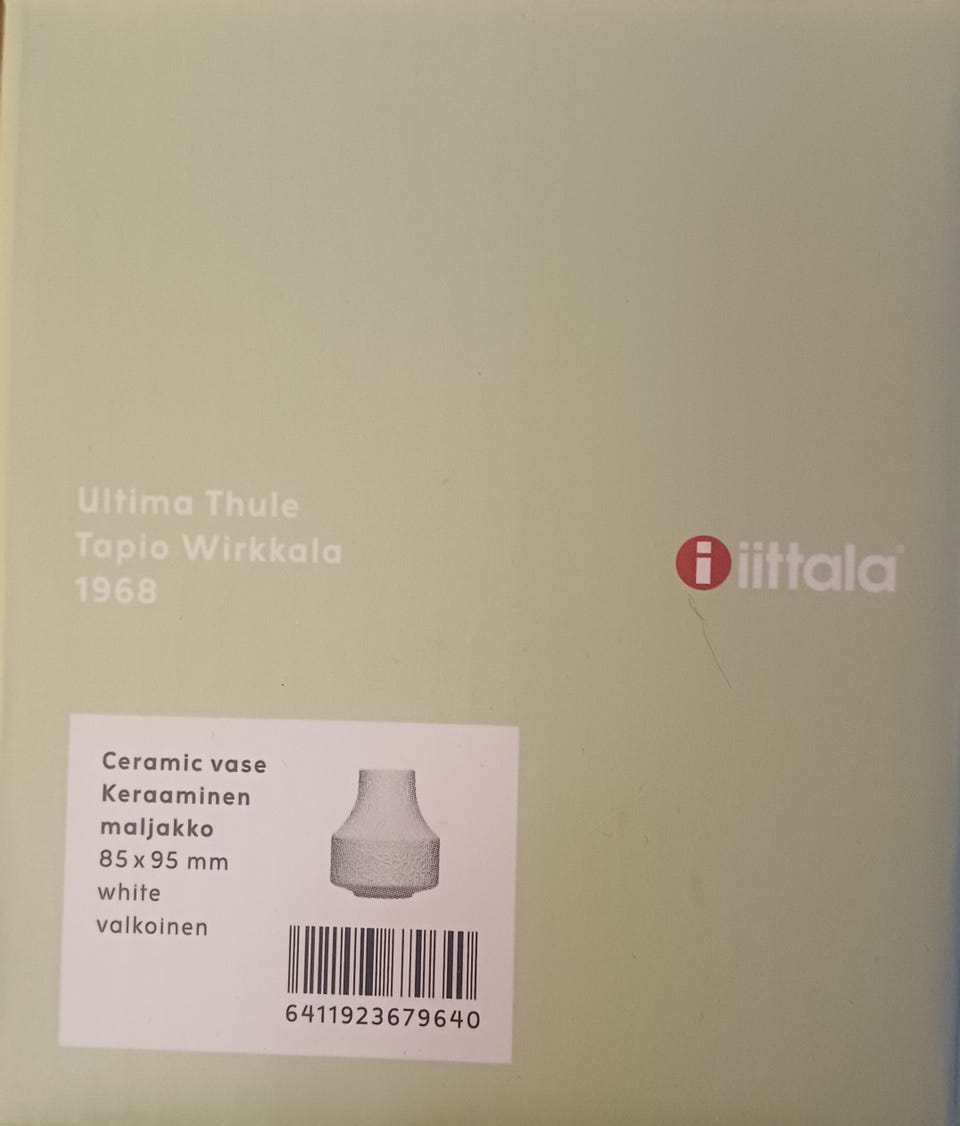 Ultima Thule
Tapio Wirkkala
1968
i iittala
Ceramic vase
Keraaminen
maljakko
85 x 95 mm
white
valkoinen
6411923679640